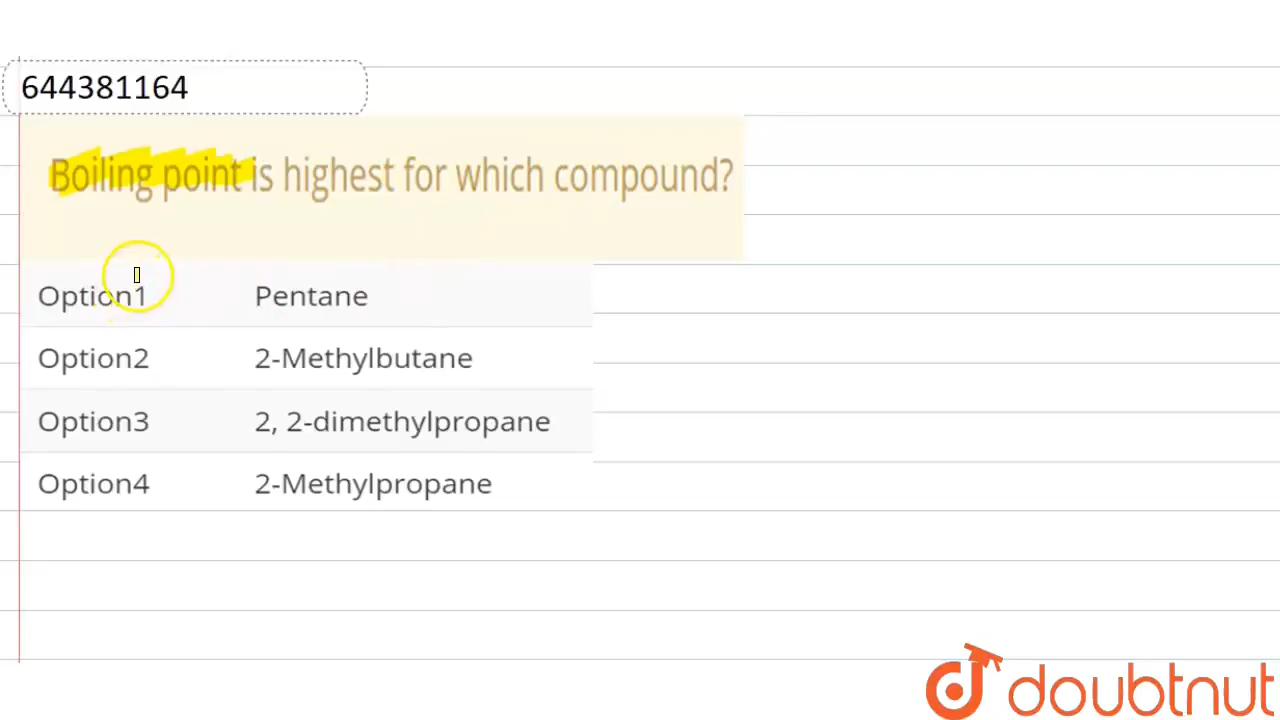 644381164
Boiling point is highest for which compound?
Option1 Pentane
Option2 2-Methylbutane
Option3 2, 2-dimethylpropane
Option4 2-Methylpropane
doubtnut